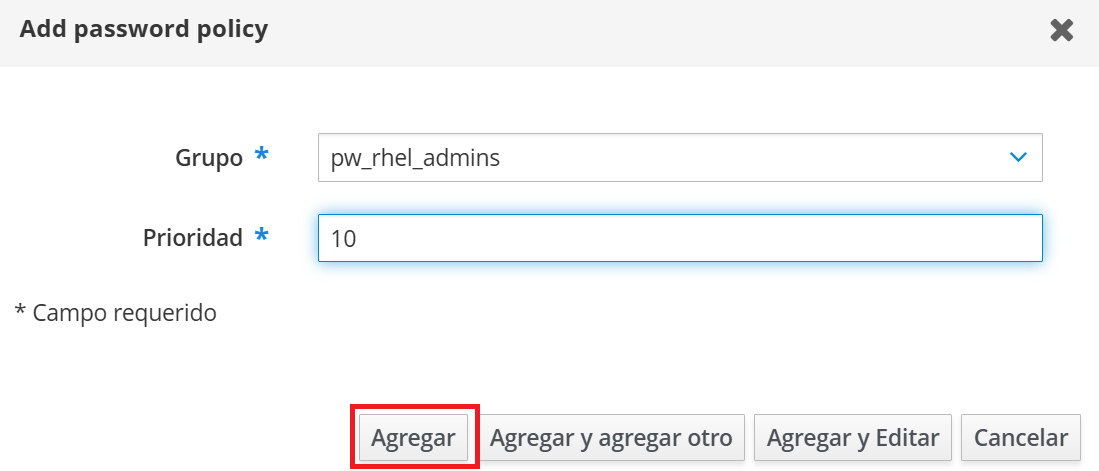 Add password policy
Grupo *
pw_rhel_admins
Prioridad *
10
* Campo requerido
Agregar
Agregar y agregar otro
Agregar y Editar
Cancelar